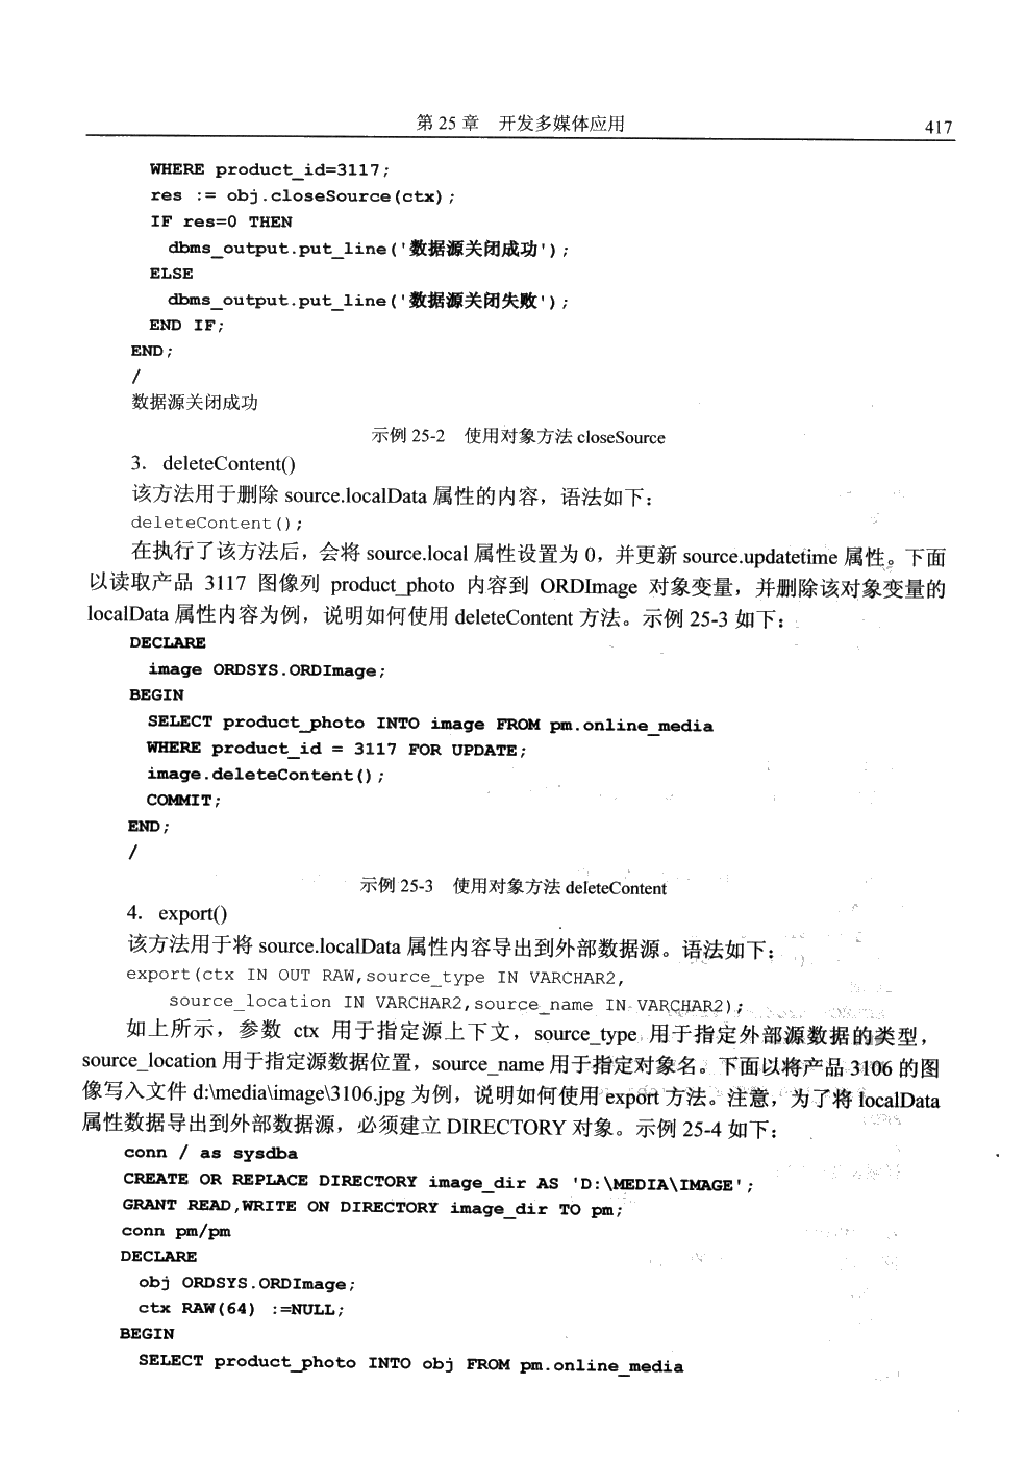 第 25 章　开发多媒体应用
417
WHERE product_id=3117;
res := obj.closeSource(ctx);
IF res=0 THEN
dbms_output.put_line('数据源关闭成功');
ELSE
dbms_output.put_line('数据源关闭失败');
END IF;
END;
/
数据源关闭成功
示例 25-2　使用对象方法 closeSource
3．deleteContent()
该方法用于删除 source.localData 属性的内容，语法如下：
deleteContent();
在执行了该方法后，会将 source.local 属性设置为 0，并更新 source.updatetime 属性。下面
以读取产品 3117 图像列 product_photo 内容到 ORDImage 对象变量，并删除该对象变量的
localData 属性内容为例，说明如何使用 deleteContent 方法。示例 25-3 如下：
DECLARE
image ORDSYS.ORDImage;
BEGIN
SELECT product_photo INTO image FROM pm.online_media
WHERE product_id = 3117 FOR UPDATE;
image.deleteContent();
COMMIT;
END;
/
示例 25-3　使用对象方法 deleteContent
4．export()
该方法用于将 source.localData 属性内容导出到外部数据源。语法如下：
export(ctx IN OUT RAW,source_type IN VARCHAR2,
source_location IN VARCHAR2,source_name IN VARCHAR2);
如上所示，参数 ctx 用于指定源上下文，source_type 用于指定外部源数据的类型，
source_location 用于指定源数据位置，source_name 用于指定对象名。下面以将产品 3106 的图
像写入文件 d:\media\image\3106.jpg 为例，说明如何使用 export 方法。注意，为了将 localData
属性数据导出到外部数据源，必须建立 DIRECTORY 对象。示例 25-4 如下：
conn / as sysdba
CREATE OR REPLACE DIRECTORY image_dir AS 'D:\MEDIA\IMAGE';
GRANT READ,WRITE ON DIRECTORY image_dir TO pm;
conn pm/pm
DECLARE
obj ORDSYS.ORDImage;
ctx RAW(64) :=NULL;
BEGIN
SELECT product_photo INTO obj FROM pm.online_media